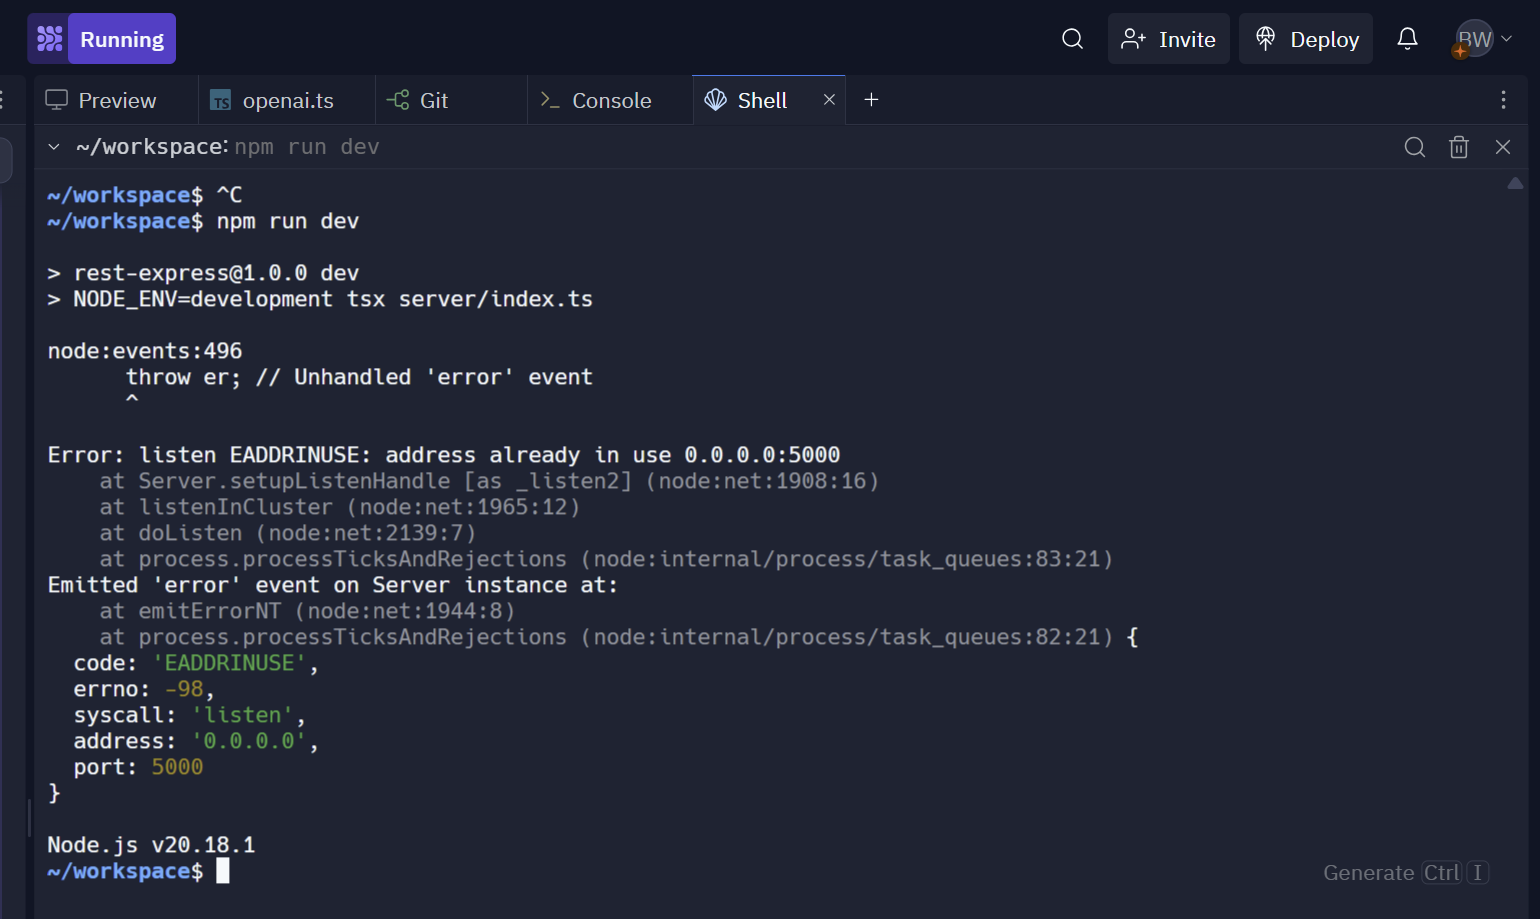 Running
Invite
Deploy
BW
Preview
TS openai.ts
Git
Console
Shell
~/workspace: npm run dev
~/workspace$ ^C
~/workspace$ npm run dev
> rest-express@1.0.0 dev
> NODE_ENV=development tsx server/index.ts
node:events:496
throw er; // Unhandled 'error' event
^
Error: listen EADDRINUSE: address already in use 0.0.0.0:5000
at Server.setupListenHandle [as _listen2] (node:net:1908:16)
at listenInCluster (node:net:1965:12)
at doListen (node:net:2139:7)
at process.processTicksAndRejections (node:internal/process/task_queues:83:21)
Emitted 'error' event on Server instance at:
at emitErrorNT (node:net:1944:8)
at process.processTicksAndRejections (node:internal/process/task_queues:82:21) {
code: 'EADDRINUSE',
errno: -98,
syscall: 'listen',
address: '0.0.0.0',
port: 5000
}
Node.js v20.18.1
~/workspace$
Generate Ctrl I